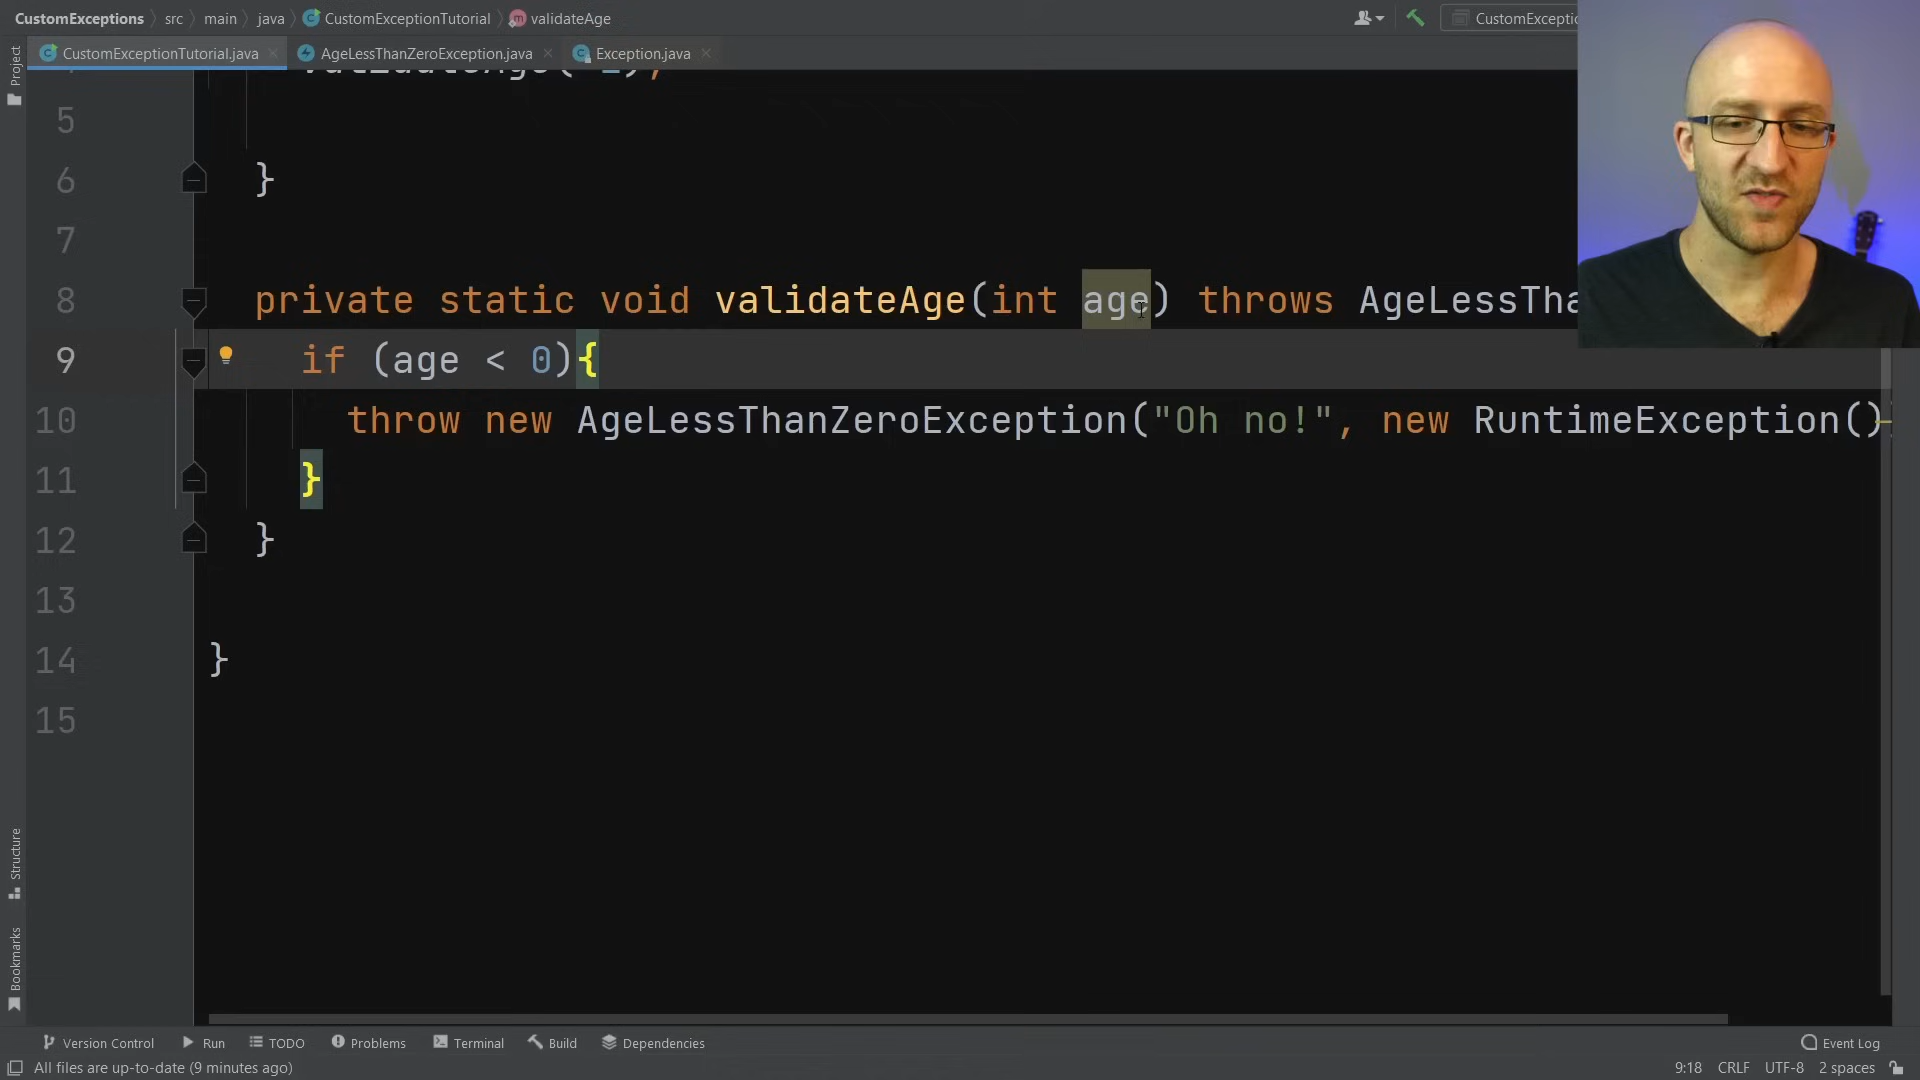 CustomExceptions src main java CustomExceptionTutorial validateAge CustomExceptio
Project
CustomExceptionTutorial.java AgeLessThanZeroException.java Exception.java
5
6 }
7
8 private static void validateAge(int age) throws AgeLessTha
9 if (age < 0){
10 throw new AgeLessThanZeroException("Oh no!", new RuntimeException()
11 }
12 }
13
14 }
15
Structure
Bookmarks
Version Control Run TODO Problems Terminal Build Dependencies Event Log
All files are up-to-date (9 minutes ago) 9:18 CRLF UTF-8 2 spaces